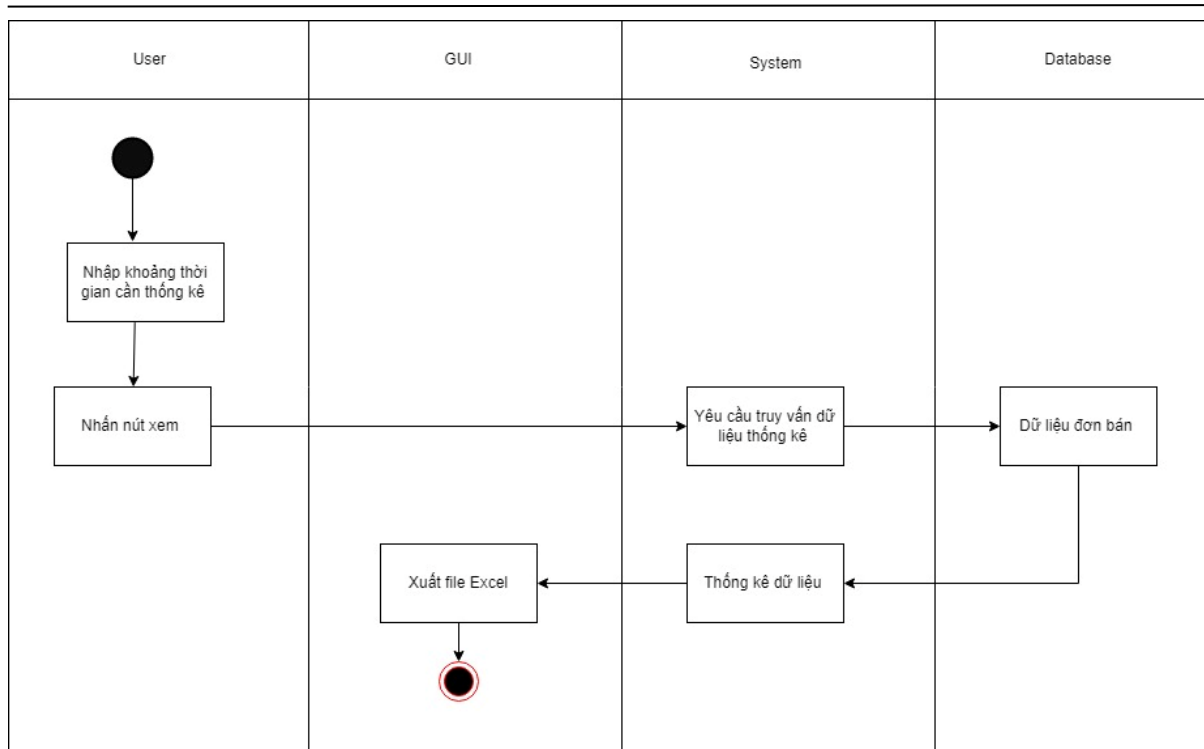 User
GUI
System
Database
Nhập khoảng thời
gian cần thống kê
Nhấn nút xem
Yêu cầu truy vấn dữ
liệu thống kê
Dữ liệu đơn bán
Xuất file Excel
Thống kê dữ liệu